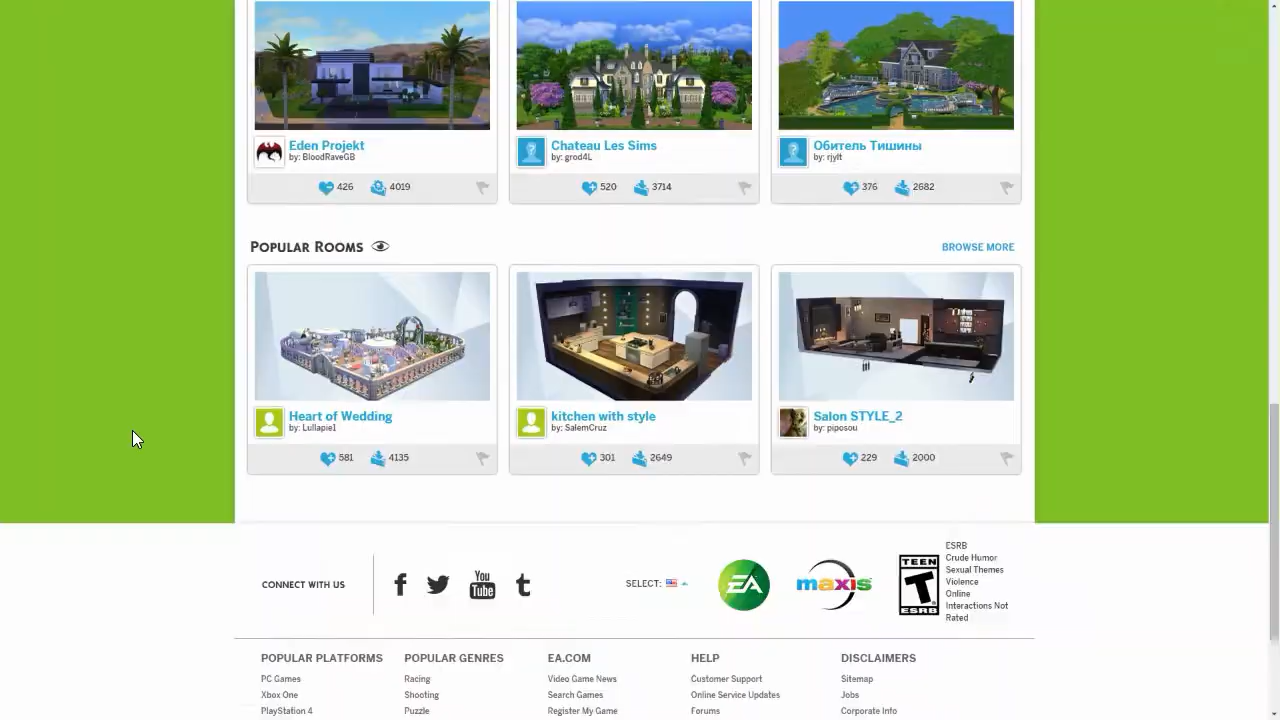 Eden Projekt
by: BloodRaveGB
426
4019
Chateau Les Sims
by: grod4L
520
3714
Обитель Тишины
by: rjylt
376
2682
Popular Rooms
BROWSE MORE
Heart of Wedding
by: Lullapie1
581
4135
kitchen with style
by: SalemCruz
301
2649
Salon STYLE_2
by: piposou
229
2000
CONNECT WITH US
f
You
Tube
t
SELECT:
EA
maxis
TEEN
T
ESRB
ESRB
Crude Humor
Sexual Themes
Violence
Online
Interactions Not
Rated
POPULAR PLATFORMS
PC Games
Xbox One
PlayStation 4
POPULAR GENRES
Racing
Shooting
Puzzle
EA.COM
Video Game News
Search Games
Register My Game
HELP
Customer Support
Online Service Updates
Forums
DISCLAIMERS
Sitemap
Jobs
Corporate Info